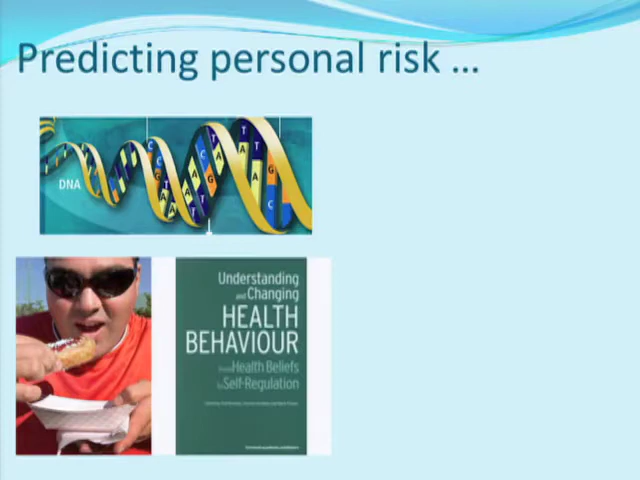 Predicting personal risk ...
DNA
C
C
G
T
A
T
A
A
A
T
C
A
G
T
A
T
A
T
A
G
C
Understanding
and Changing
HEALTH
BEHAVIOUR
from Health Beliefs
to Self-Regulation